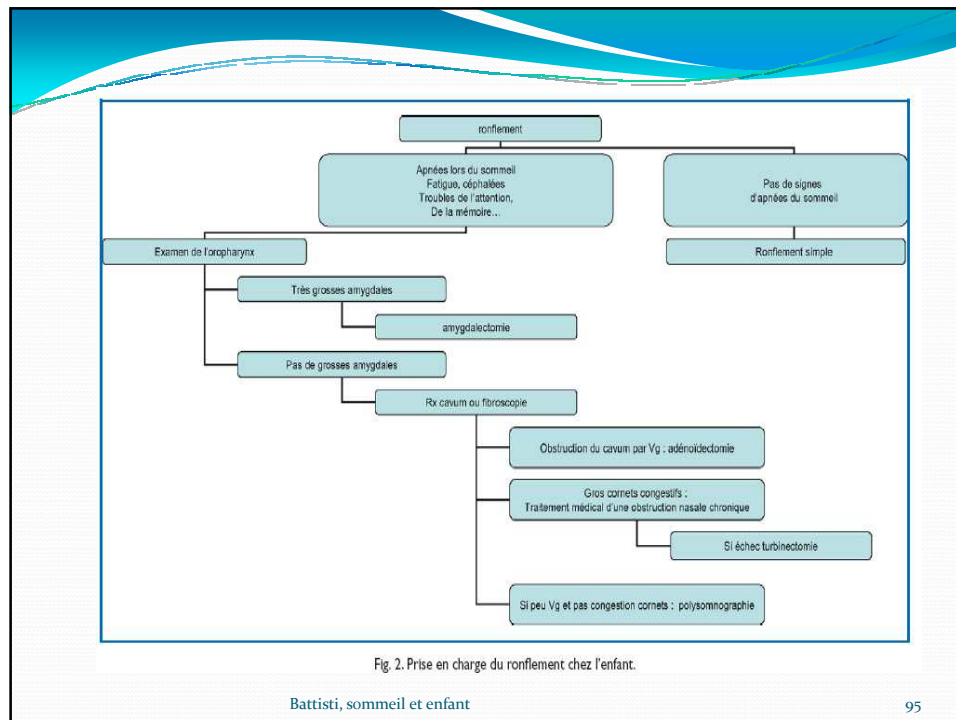 ronflement
Apnées lors du sommeil
Fatigue, céphalées
Troubles de l'attention,
De la mémoire...
Pas de signes
d'apnées du sommeil
Examen de l'oropharynx
Ronflement simple
Très grosses amygdales
amygdalectomie
Pas de grosses amygdales
Rx cavum ou fibroscopie
Obstruction du cavum par Vg : adénoïdectomie
Gros cornets congestifs :
Traitement médical d'une obstruction nasale chronique
Si échec turbinectomie
Si peu Vg et pas congestion cornets : polysomnographie
Fig. 2. Prise en charge du ronflement chez l'enfant.
Battisti, sommeil et enfant
95